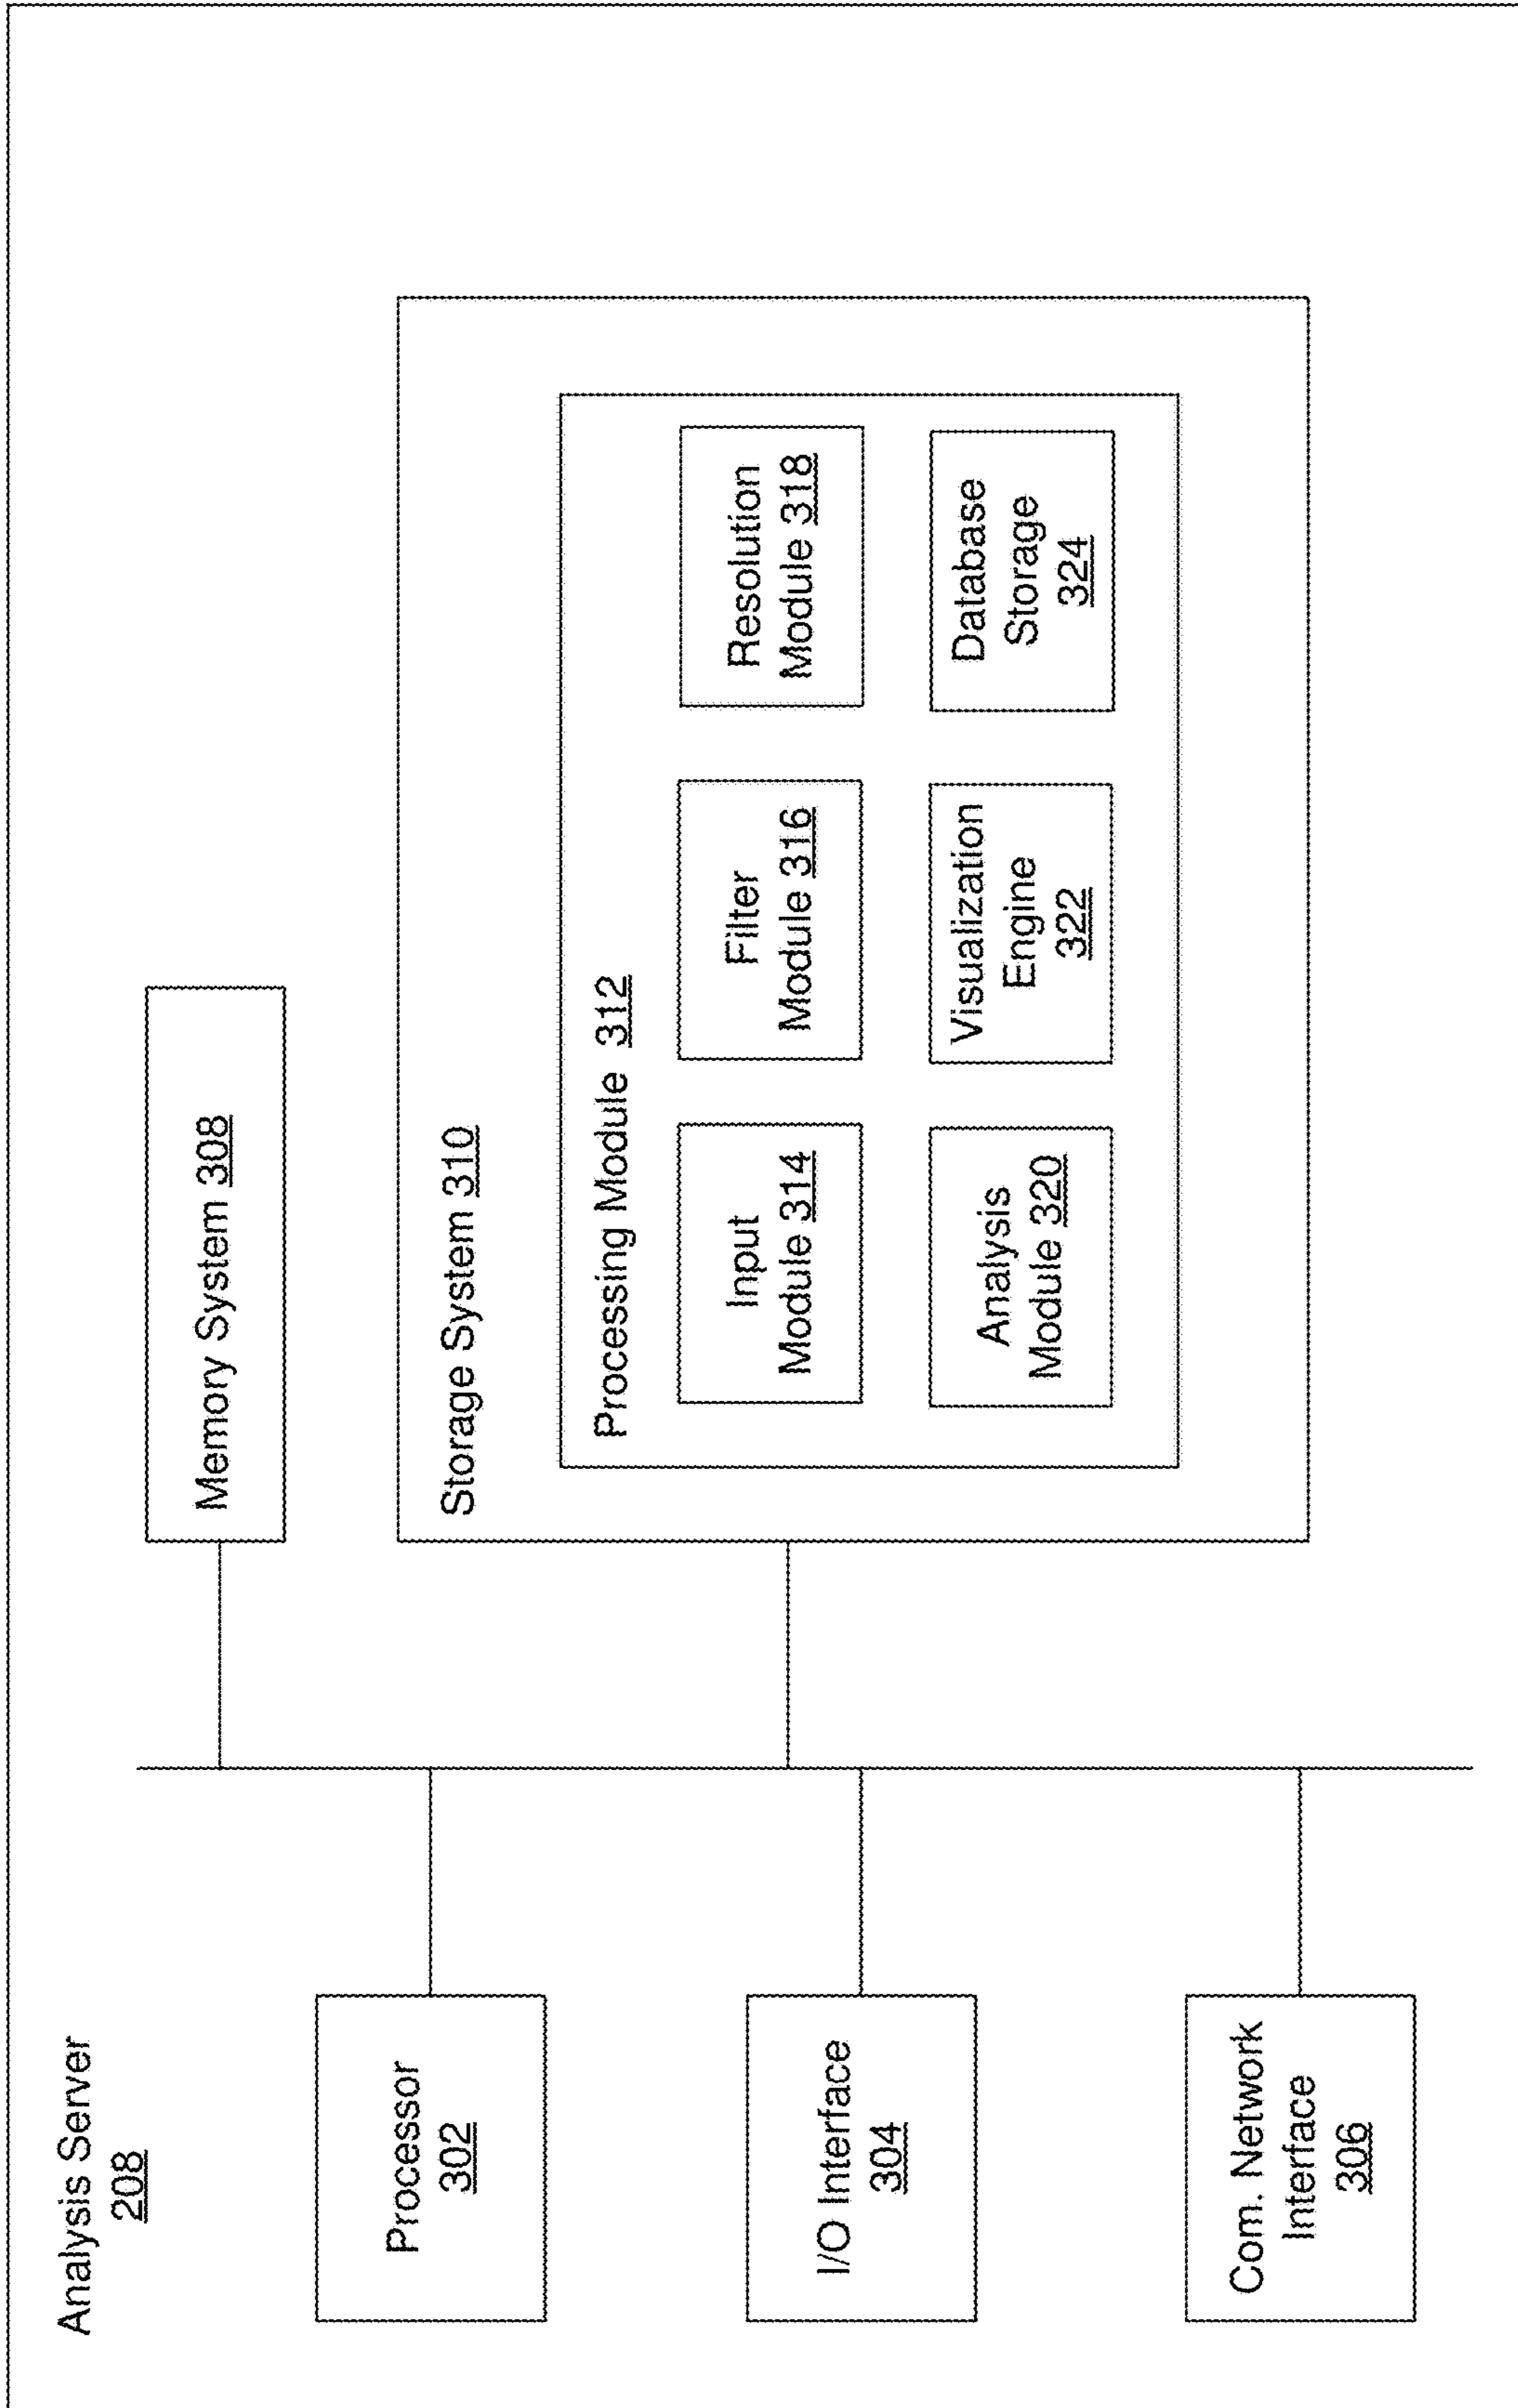 Analysis Server
208
Processor
302
I/O Interface
304
Com. Network
Interface
306
Memory System 308
Storage System 310
Processing Module 312
Input
Module 314
Filter
Module 316
Resolution
Module 318
Analysis
Module 320
Visualization
Engine
322
Database
Storage
324